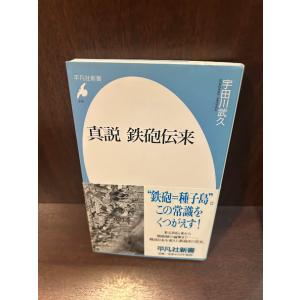 平凡社新書
真説 鉄砲伝来
宇田川武久
“鉄砲=種子島”
この常識を
くつがえす!
平凡社新書